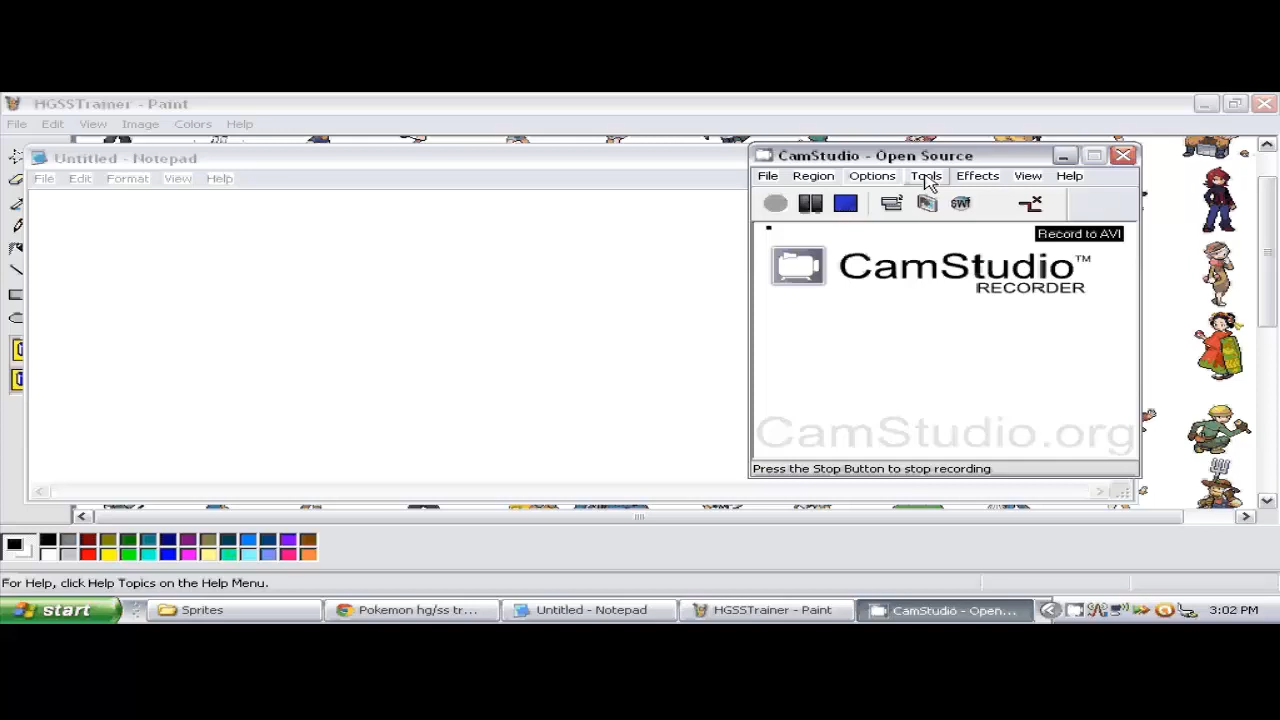 HGSSTrainer - Paint
File Edit View Image Colors Help
Untitled - Notepad
File Edit Format View Help
CamStudio - Open Source
File Region Options Tools Effects View Help
SWF
Record to AVI
CamStudio™
RECORDER
CamStudio.org
Press the Stop Button to stop recording
For Help, click Help Topics on the Help Menu.
start Sprites Pokemon hg/ss tr... Untitled - Notepad HGSSTrainer - Paint CamStudio - Open... 3:02 PM